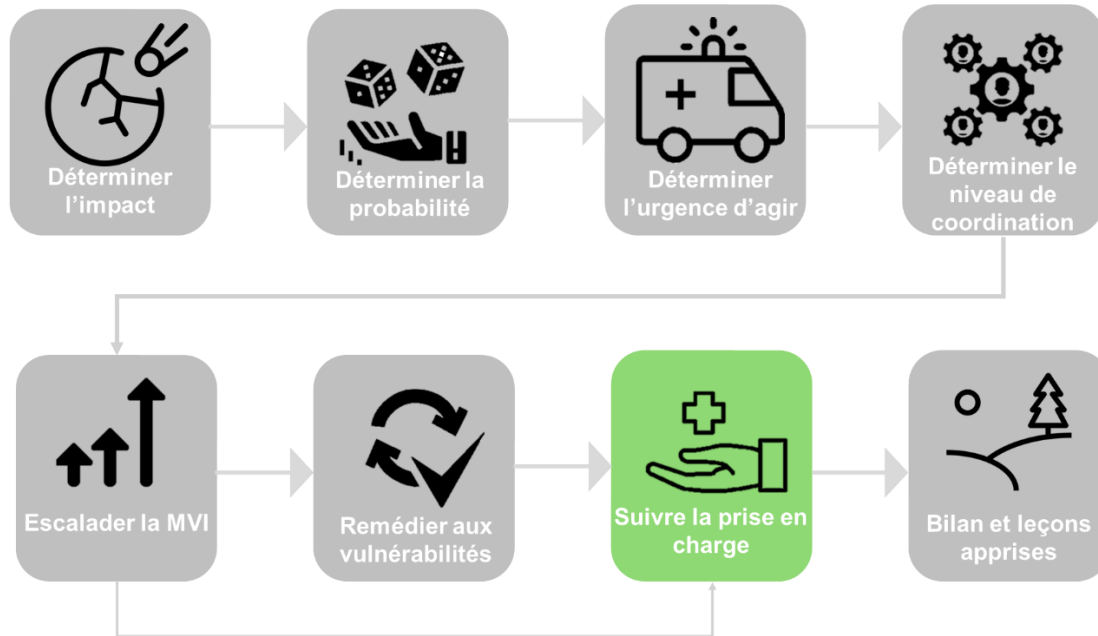 Déterminer
l’impact
Déterminer la
probabilité
Déterminer
l’urgence d’agir
Déterminer le
niveau de
coordination
Escalader la MVI
Remédier aux
vulnérabilités
Suivre la prise en
charge
Bilan et leçons
apprises